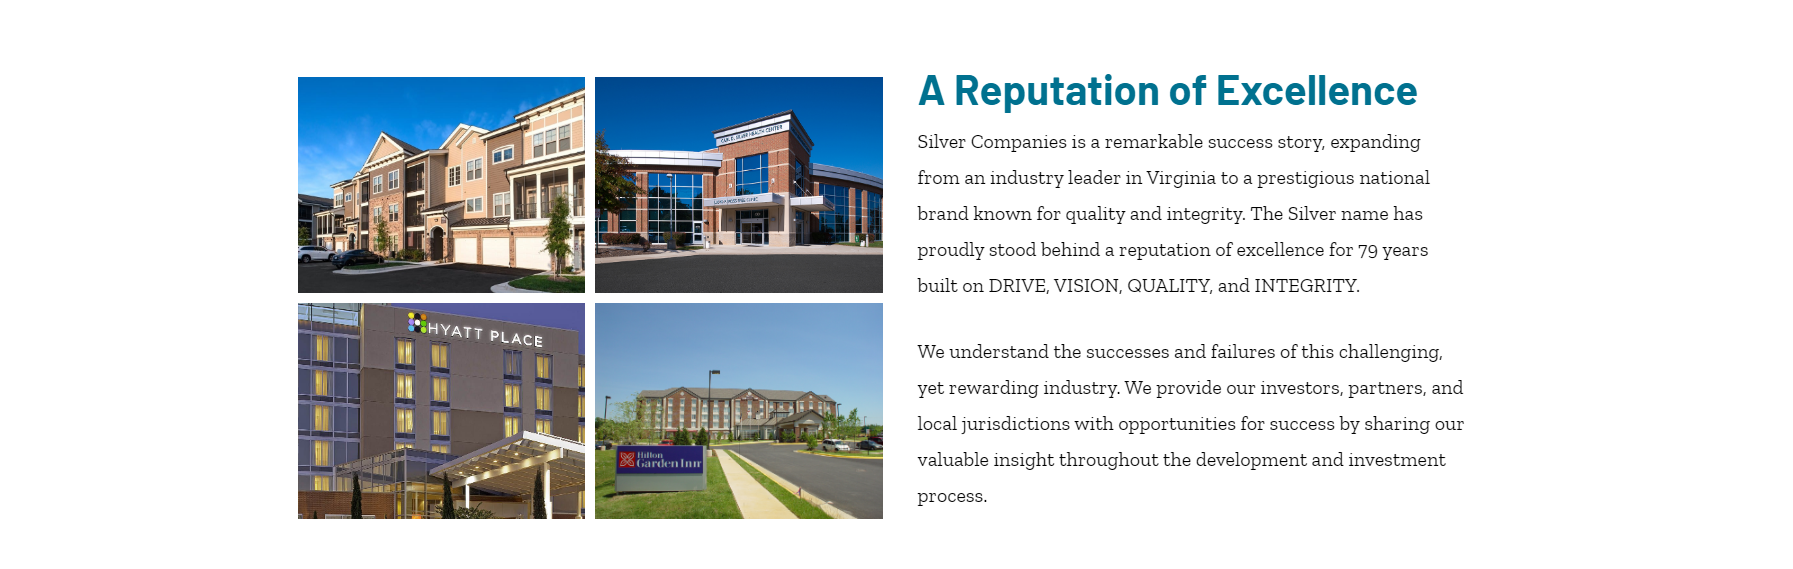 A Reputation of Excellence
Silver Companies is a remarkable success story, expanding
from an industry leader in Virginia to a prestigious national
brand known for quality and integrity. The Silver name has
proudly stood behind a reputation of excellence for 79 years
built on DRIVE, VISION, QUALITY, and INTEGRITY.
We understand the successes and failures of this challenging,
yet rewarding industry. We provide our investors, partners, and
local jurisdictions with opportunities for success by sharing our
valuable insight throughout the development and investment
process.
CARL D. SILVER HEALTH CENTER
HYATT PLACE
Hilton
Garden Inn